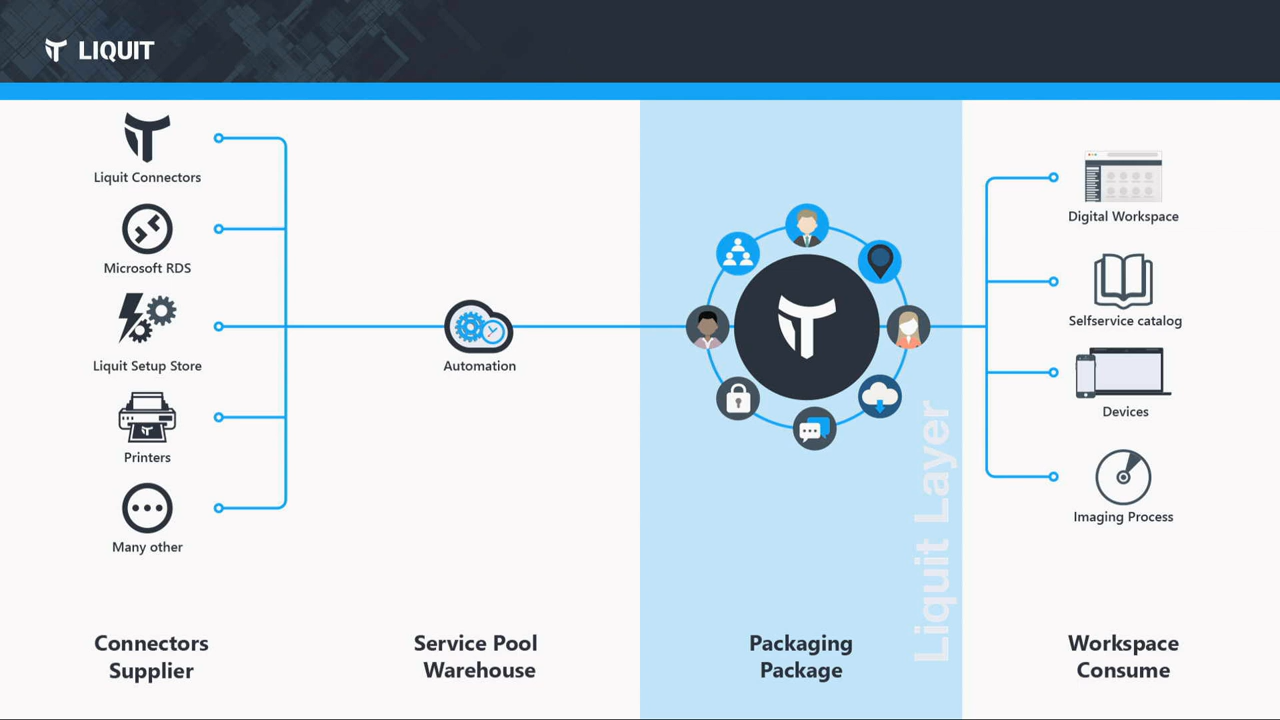 LIQUIT
Liquit Connectors
Microsoft RDS
Liquit Setup Store
Printers
Many other
Automation
Liquit Layer
Digital Workspace
Selfservice catalog
Devices
Imaging Process
Connectors
Supplier
Service Pool
Warehouse
Packaging
Package
Workspace
Consume